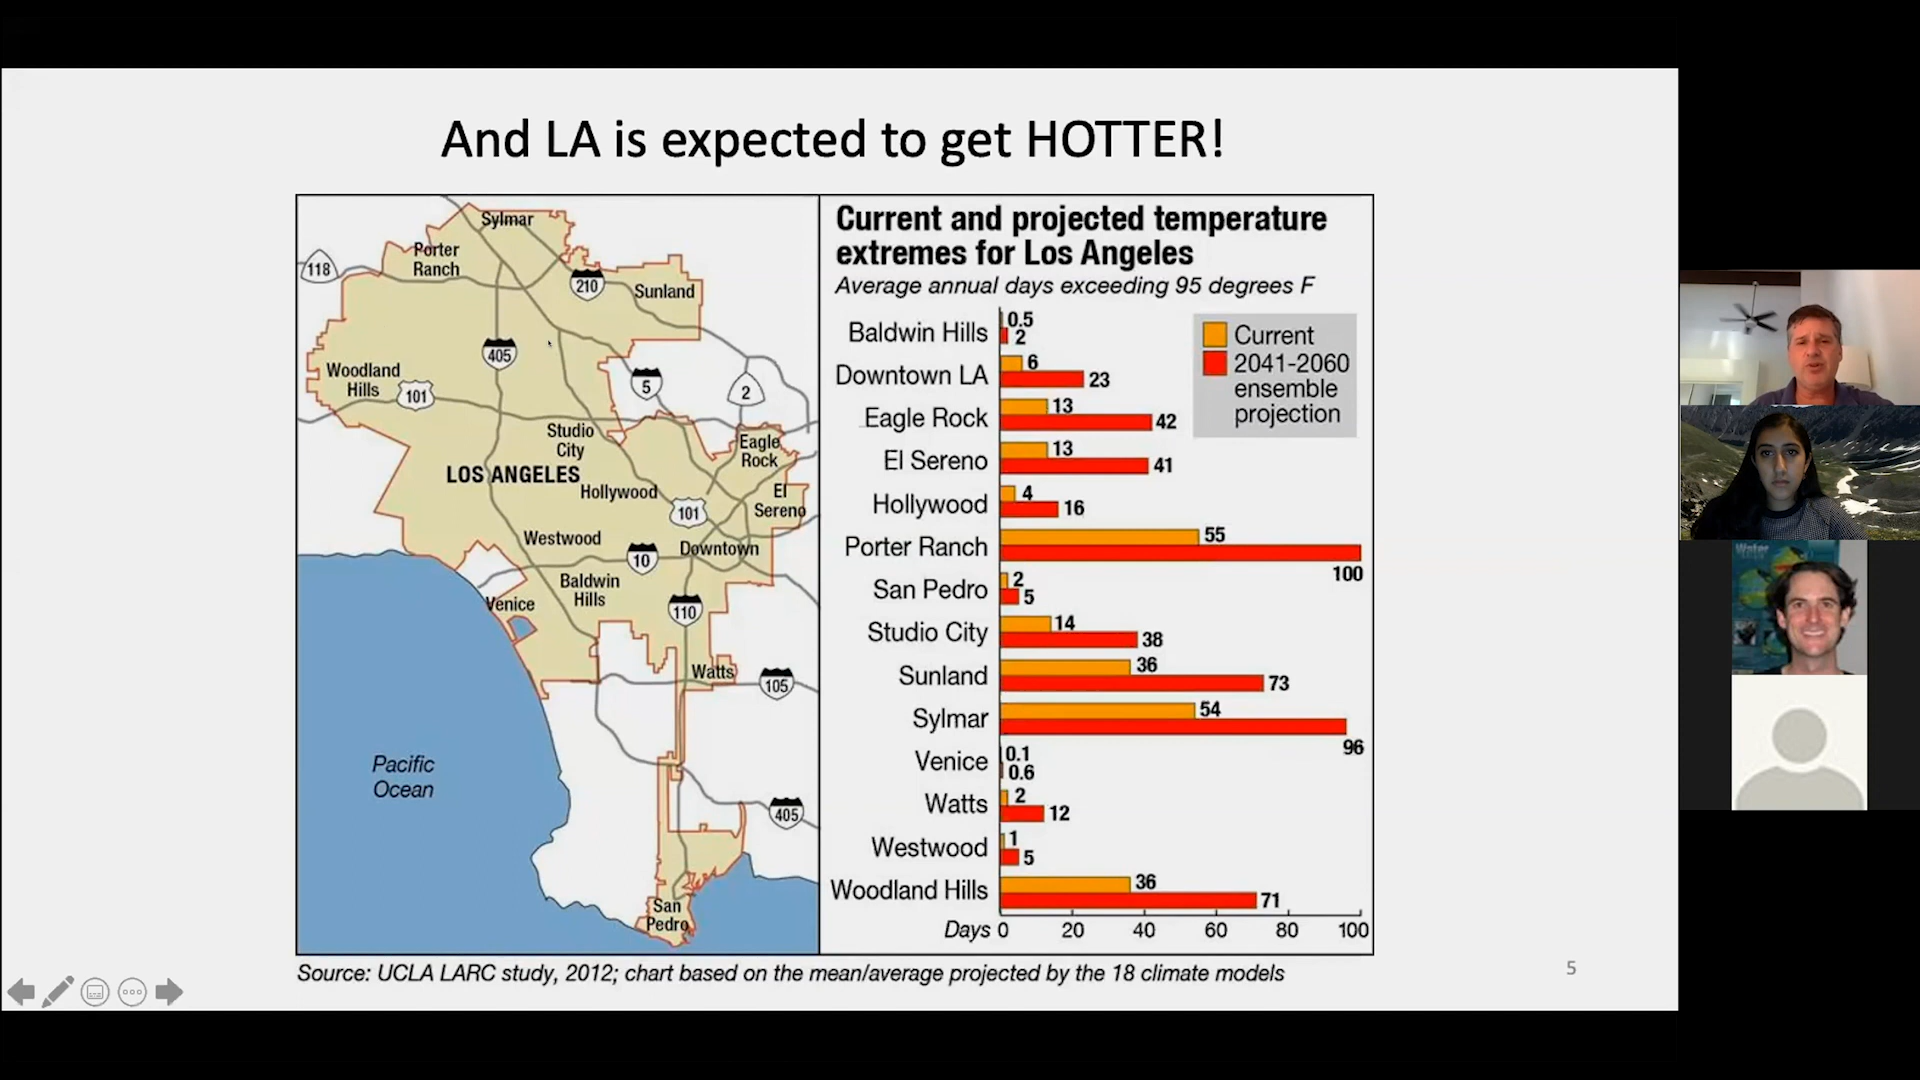 And LA is expected to get HOTTER!
Sylmar
Porter
Ranch
118
210
Sunland
405
Woodland
Hills
101
5
2
Studio
City
Eagle
Rock
LOS ANGELES
Hollywood
El
Sereno
101
Westwood
10
Downtown
Baldwin
Hills
Venice
110
Watts
105
Pacific
Ocean
405
San
Pedro
Current and projected temperature
extremes for Los Angeles
Average annual days exceeding 95 degrees F
Current
2041-2060
ensemble
projection
Baldwin Hills 0.5
2
Downtown LA 6
23
Eagle Rock 13
42
El Sereno 13
41
Hollywood 4
16
Porter Ranch 55
100
San Pedro 2
5
Studio City 14
38
Sunland 36
73
Sylmar 54
96
Venice 0.1
0.6
Watts 2
12
Westwood 1
5
Woodland Hills 36
71
Days 0 20 40 60 80 100
Source: UCLA LARC study, 2012; chart based on the mean/average projected by the 18 climate models
5
Water